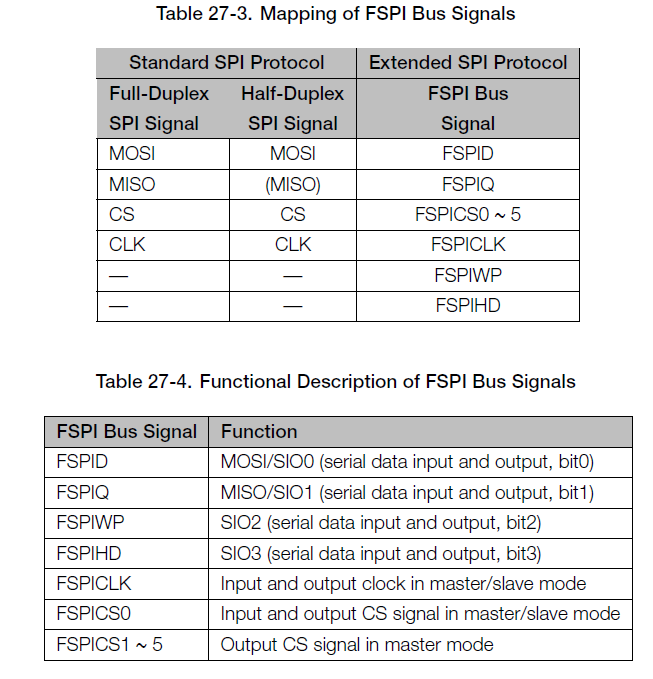 Table 27-3. Mapping of FSPI Bus Signals
Standard SPI Protocol Extended SPI Protocol
Full-Duplex Half-Duplex FSPI Bus
SPI Signal SPI Signal Signal
MOSI MOSI FSPID
MISO (MISO) FSPIQ
CS CS FSPICS0 ~ 5
CLK CLK FSPICLK
— — FSPIWP
— — FSPIHD
Table 27-4. Functional Description of FSPI Bus Signals
FSPI Bus Signal Function
FSPID MOSI/SIO0 (serial data input and output, bit0)
FSPIQ MISO/SIO1 (serial data input and output, bit1)
FSPIWP SIO2 (serial data input and output, bit2)
FSPIHD SIO3 (serial data input and output, bit3)
FSPICLK Input and output clock in master/slave mode
FSPICS0 Input and output CS signal in master/slave mode
FSPICS1 ~ 5 Output CS signal in master mode